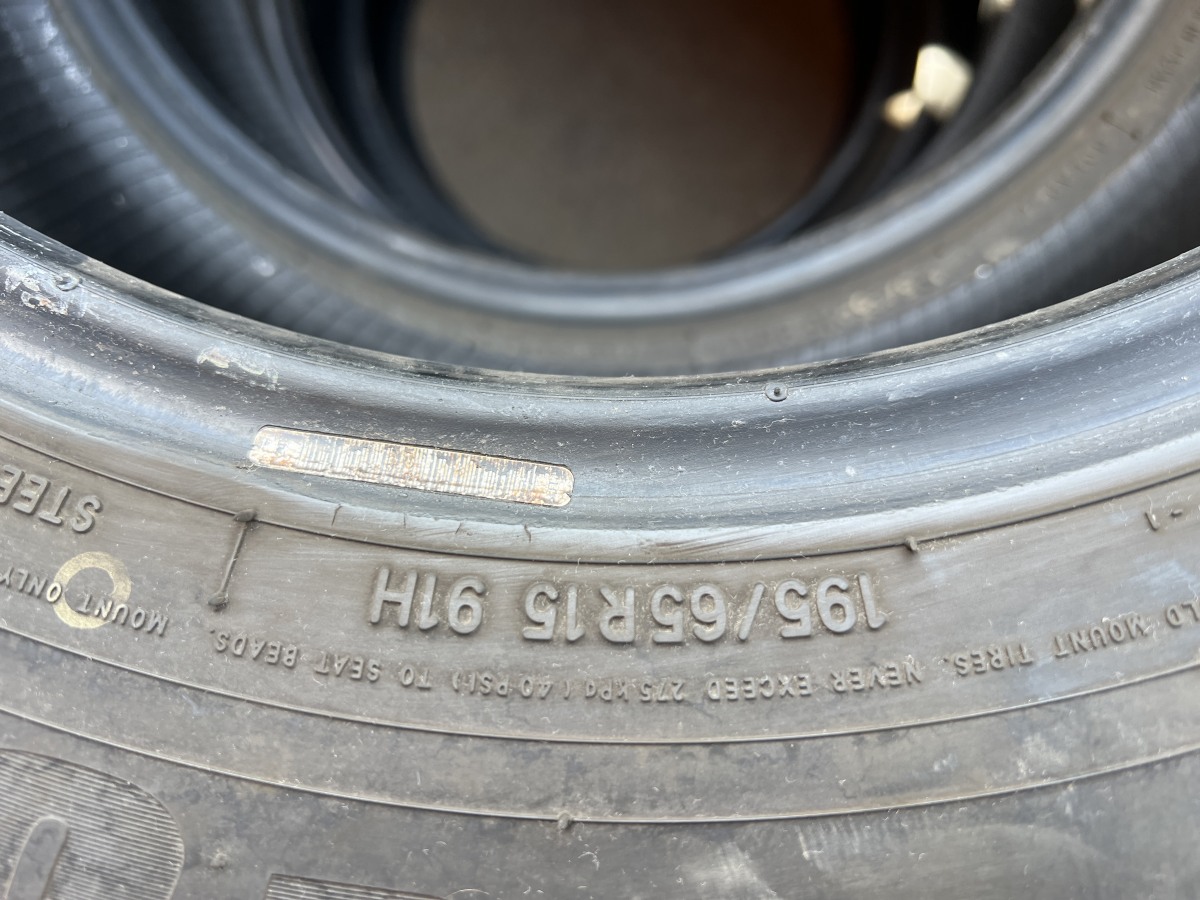 195/65R15 91H
LD MOUNT TIRES. NEVER EXCEED 275 kPa (40 PSI) TO SEAT BEADS. MOUNT ONLY
STEE